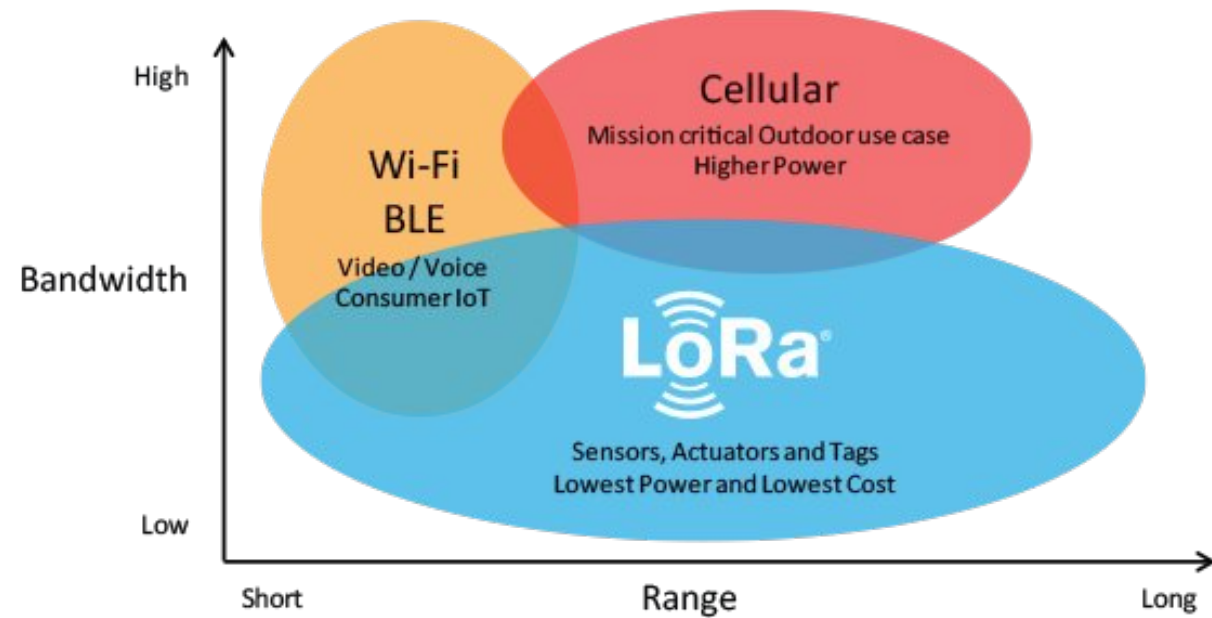 High
Cellular
Mission critical Outdoor use case
Higher Power
Wi-Fi
BLE
Video / Voice
Consumer IoT
Bandwidth
LoRa®
Sensors, Actuators and Tags
Lowest Power and Lowest Cost
Low
Short
Range
Long